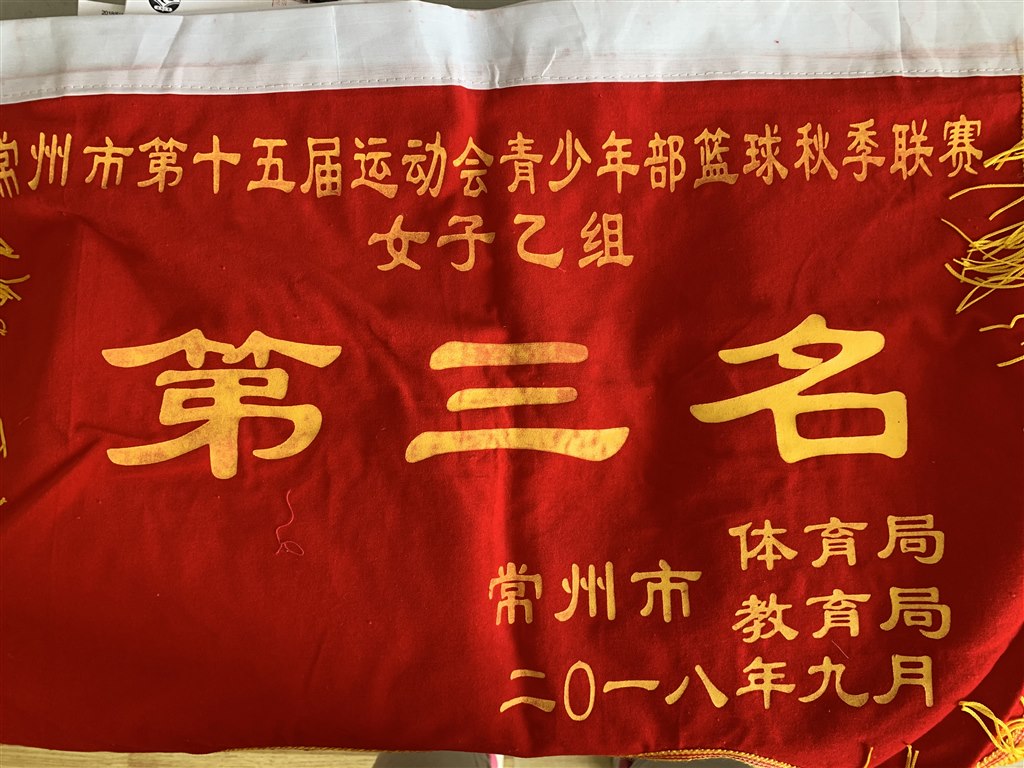 常州市第十五届运动会青少年部篮球秋季联赛
女子乙组
第三名
常州市 体育局
教育局
二〇一八年九月